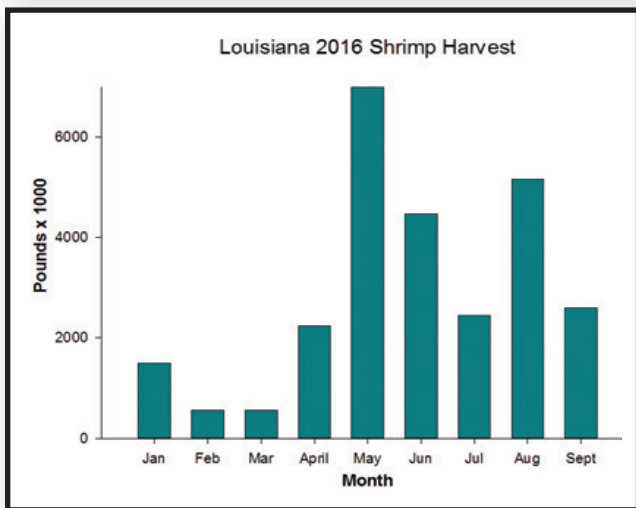 Louisiana 2016 Shrimp Harvest
Pounds x 1000
6000
4000
2000
0
Jan Feb Mar April May Jun Jul Aug Sept
Month